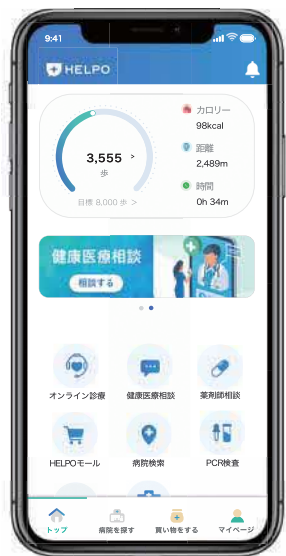 9:41
HELPO
カロリー
98kcal
3,555 >
歩
距離
2,489m
時間
0h 34m
目標 8,000 歩 >
健康医療相談
相談する
オンライン診療
健康医療相談
薬剤師相談
HELPOモール
病院検索
PCR検査
トップ
病院を探す
買い物をする
マイページ